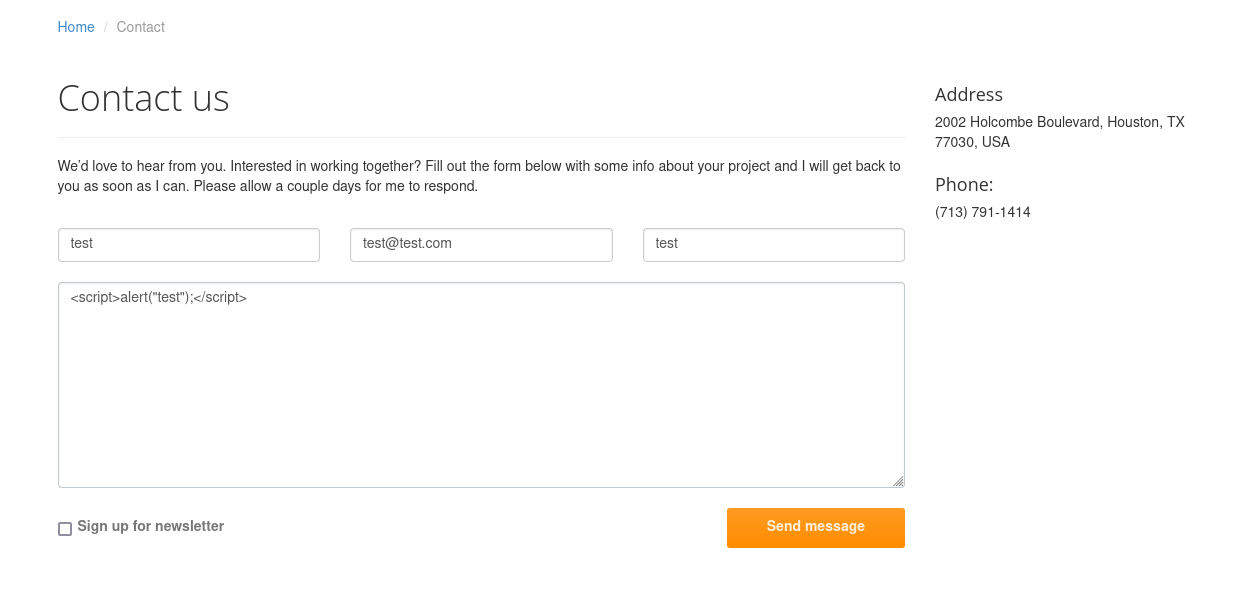 Home / Contact
Contact us
We'd love to hear from you. Interested in working together? Fill out the form below with some info about your project and I will get back to
you as soon as I can. Please allow a couple days for me to respond.
test
test@test.com
test
<script>alert("test");</script>
Sign up for newsletter
Send message
Address
2002 Holcombe Boulevard, Houston, TX
77030, USA
Phone:
(713) 791-1414